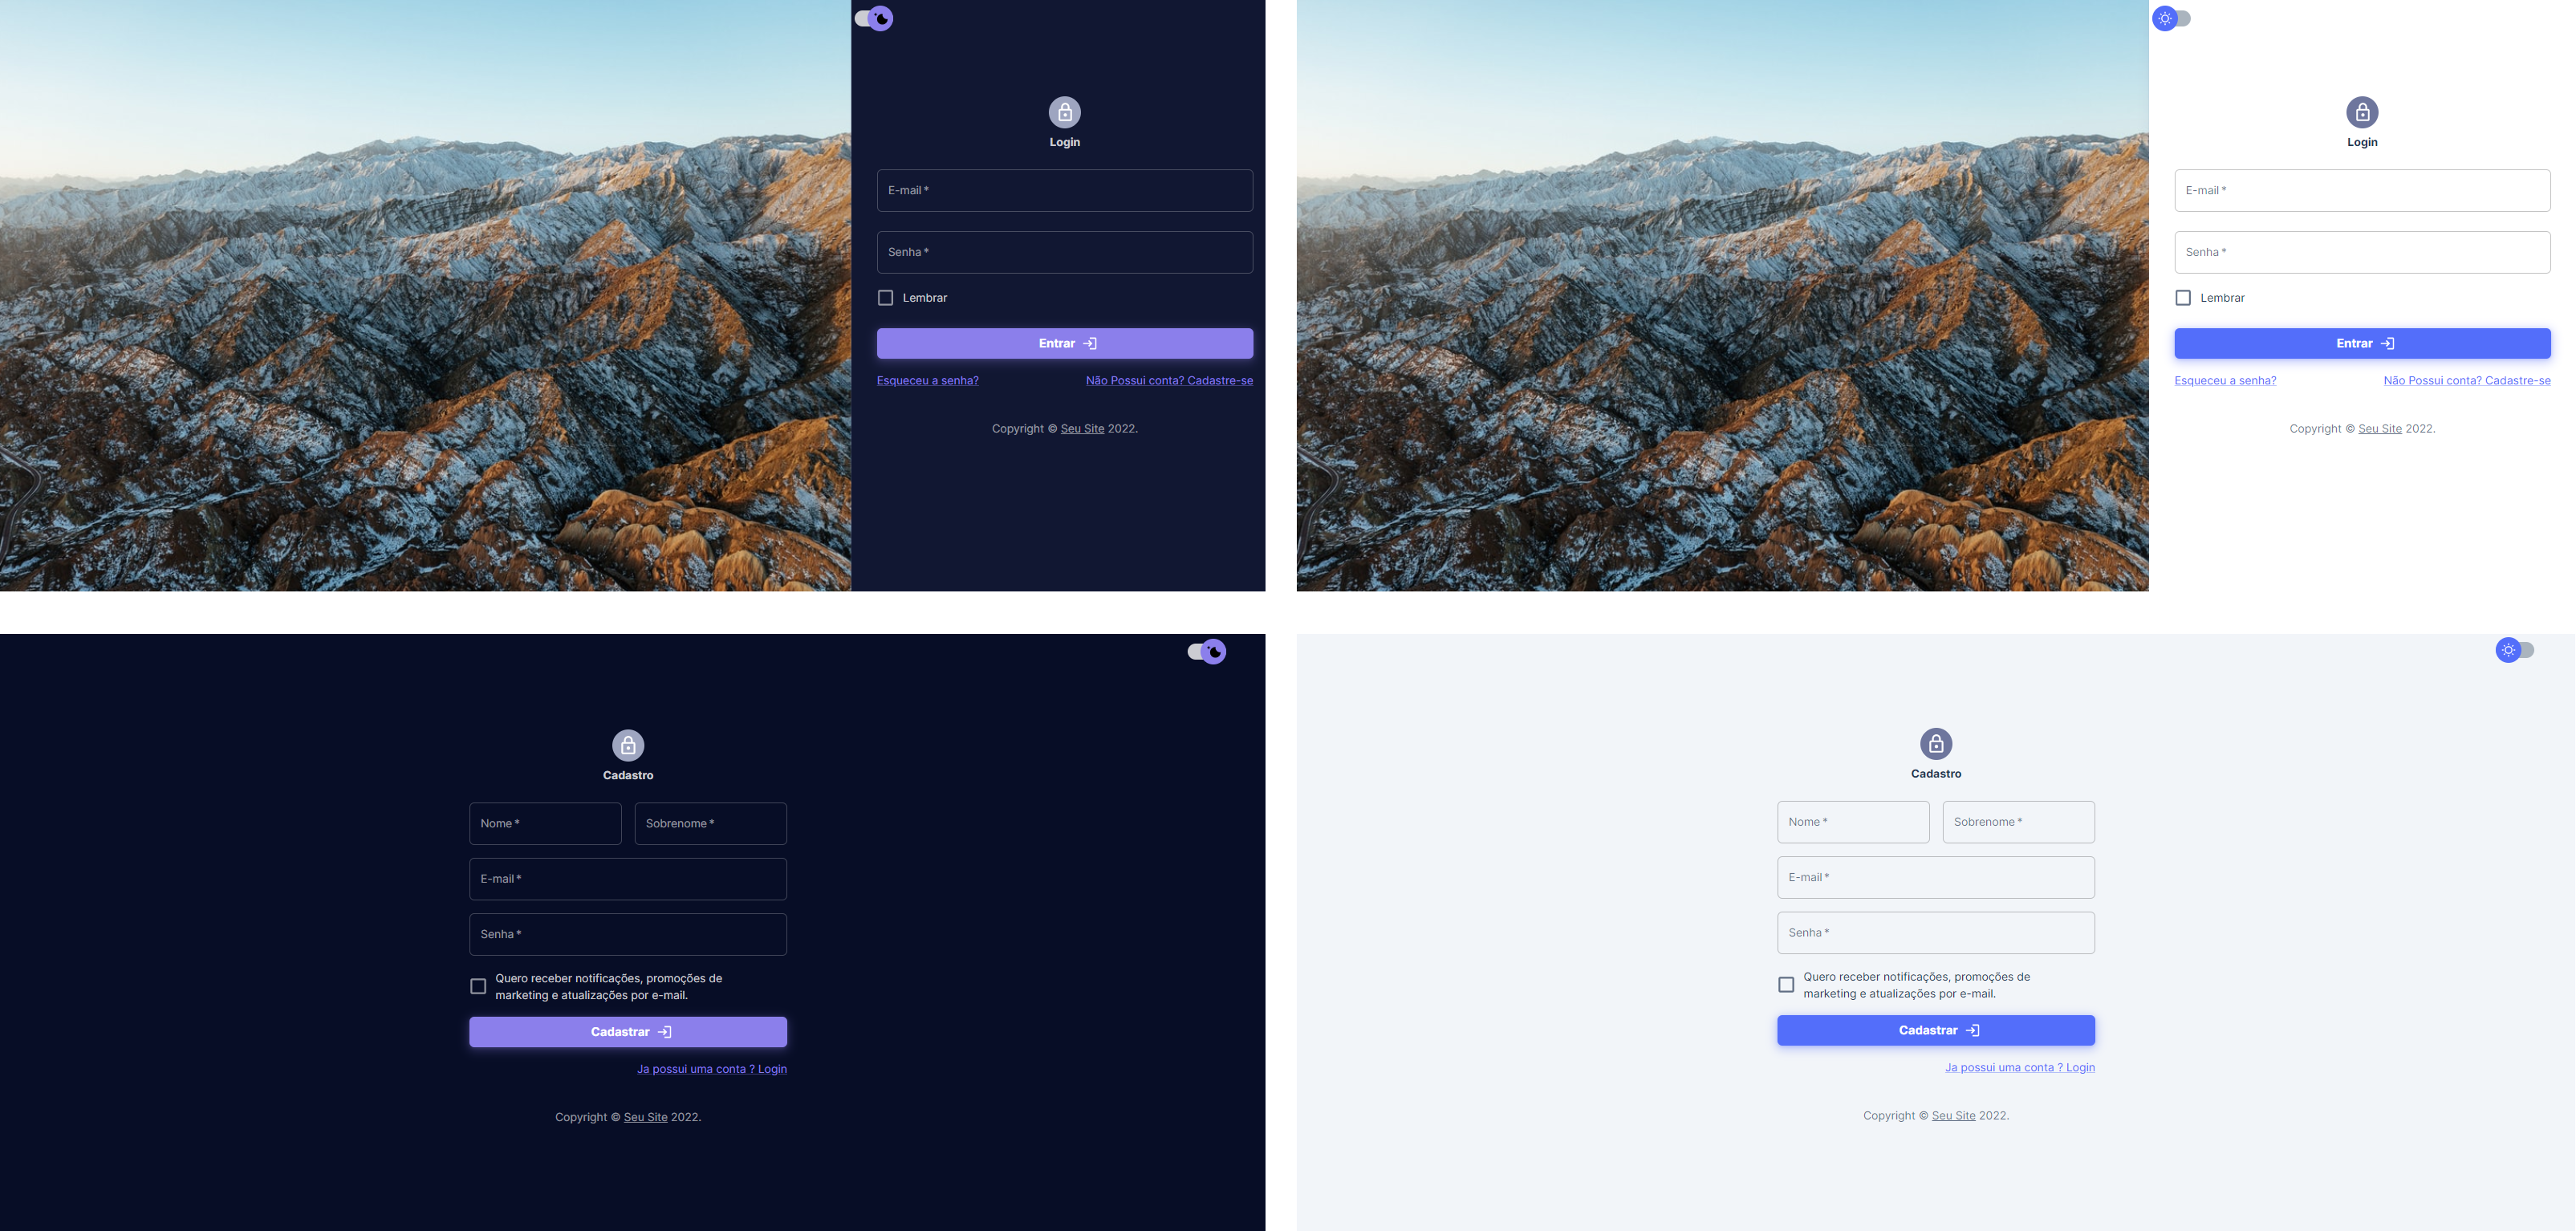 Login
E-mail *
Senha *
Lembrar
Entrar
Esqueceu a senha? Não Possui conta? Cadastre-se
Copyright © Seu Site 2022.
Login
E-mail *
Senha *
Lembrar
Entrar
Esqueceu a senha? Não Possui conta? Cadastre-se
Copyright © Seu Site 2022.
Cadastro
Nome * Sobrenome *
E-mail *
Senha *
Quero receber notificações, promoções de
marketing e atualizações por e-mail.
Cadastrar
Ja possui uma conta ? Login
Copyright © Seu Site 2022.
Cadastro
Nome * Sobrenome *
E-mail *
Senha *
Quero receber notificações, promoções de
marketing e atualizações por e-mail.
Cadastrar
Ja possui uma conta ? Login
Copyright © Seu Site 2022.